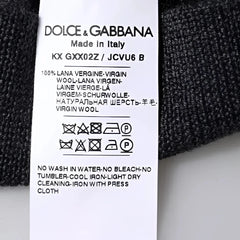 DOLCE & GABBANA
Made in Italy
KX GXX02Z / JCVU6 B
100% LANA VERGINE-VIRGIN
WOOL-LANA VIRGEN-
LAINE VIERGE-LÃ
VIRGEM-SCHURWOLLE-
НАТУРАЛЬНАЯ ШЕРСТЬ-羊毛-
VIRGIN WOOL
NO WASH IN WATER-NO BLEACH-NO
TUMBLER-COOL IRON-LIGHT DRY
CLEANING-IRON WITH PRESS
CLOTH